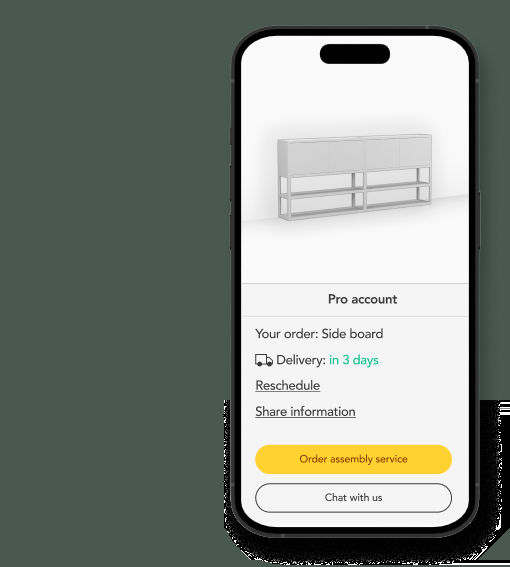 Pro account
Your order: Side board
Delivery: in 3 days
Reschedule
Share information
Order assembly service
Chat with us